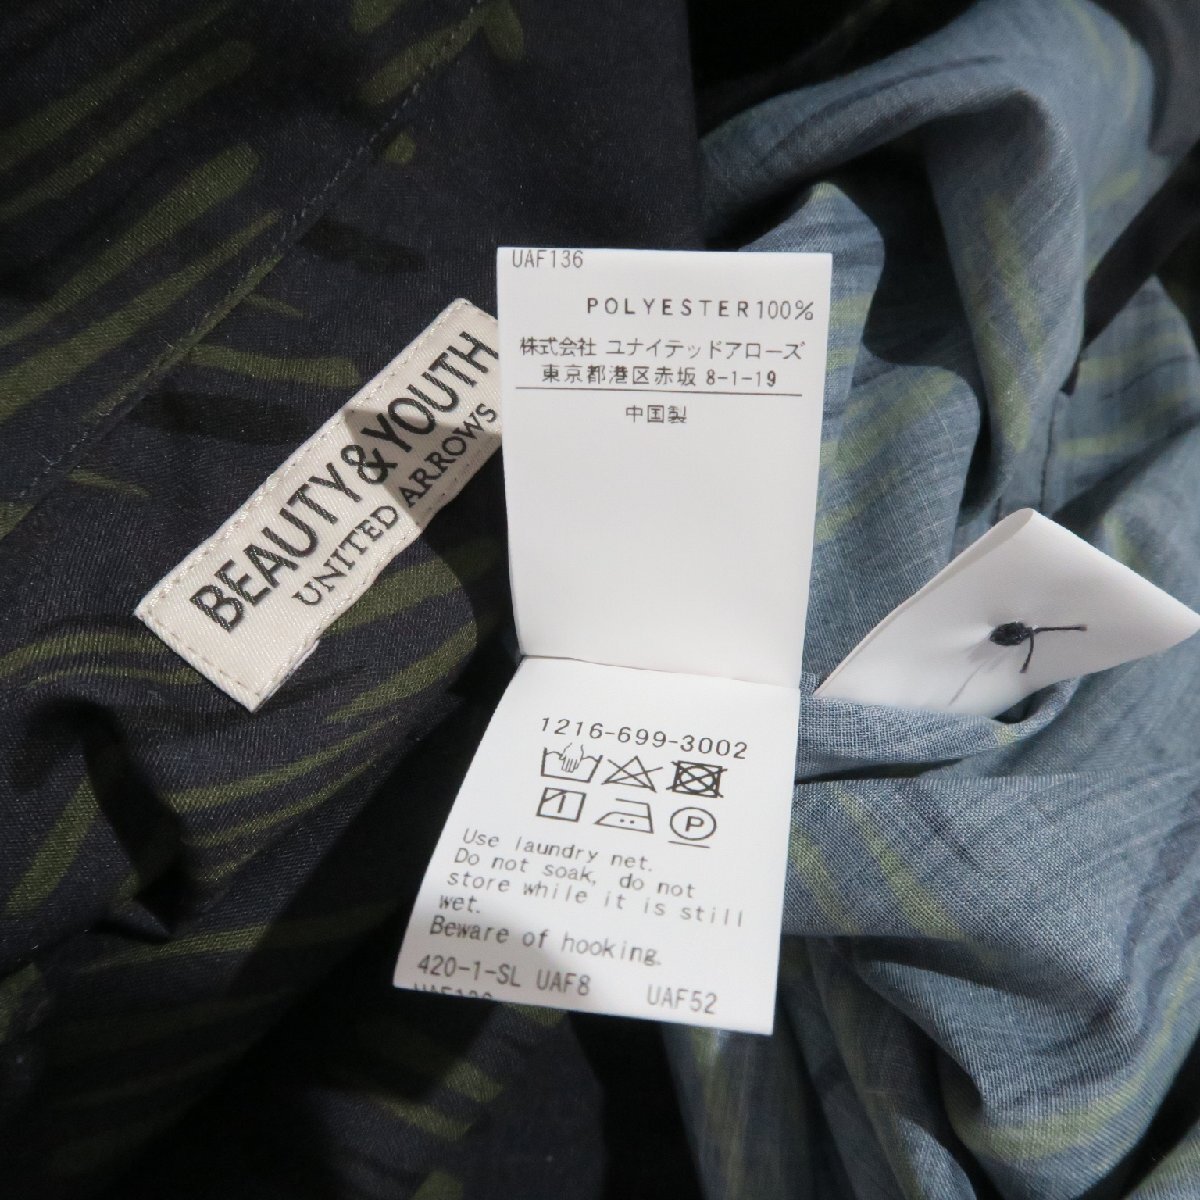 BEAUTY&YOUTH
UNITED ARROWS
UAF136
POLYESTER100%
株式会社 ユナイテッドアローズ
東京都港区赤坂 8-1-19
中国製
1216-699-3002
P
Use laundry net.
Do not soak, do not
store while it is still
wet.
Beware of hooking.
420-1-SL UAF8 UAF52